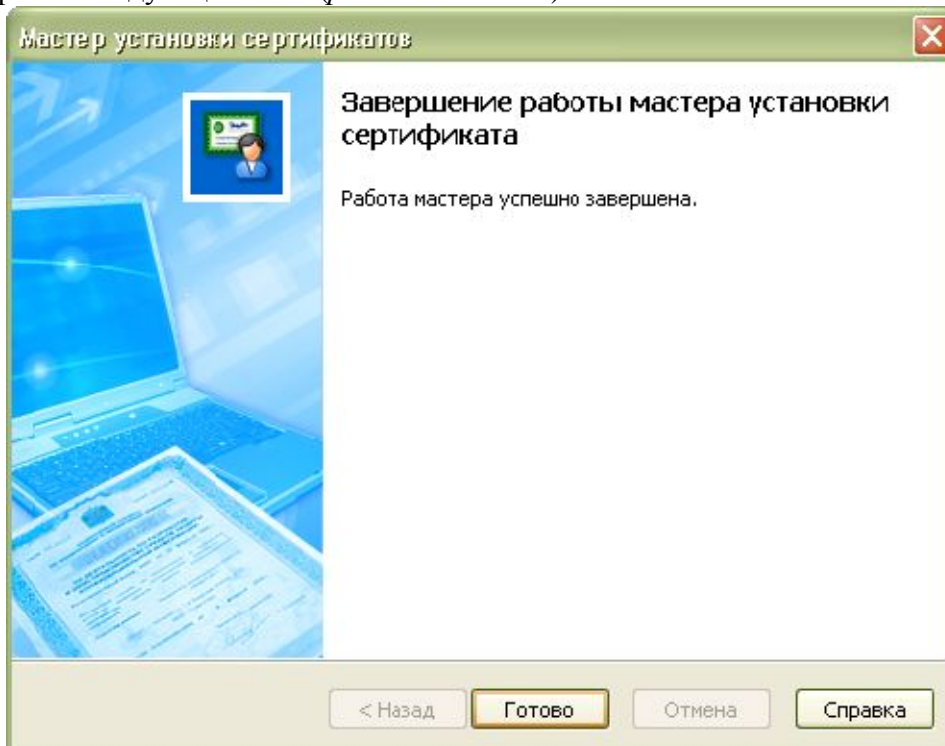 Мастер установки сертификатов
Завершение работы мастера установки
сертификата
Работа мастера успешно завершена.
< Назад Готово Отмена Справка